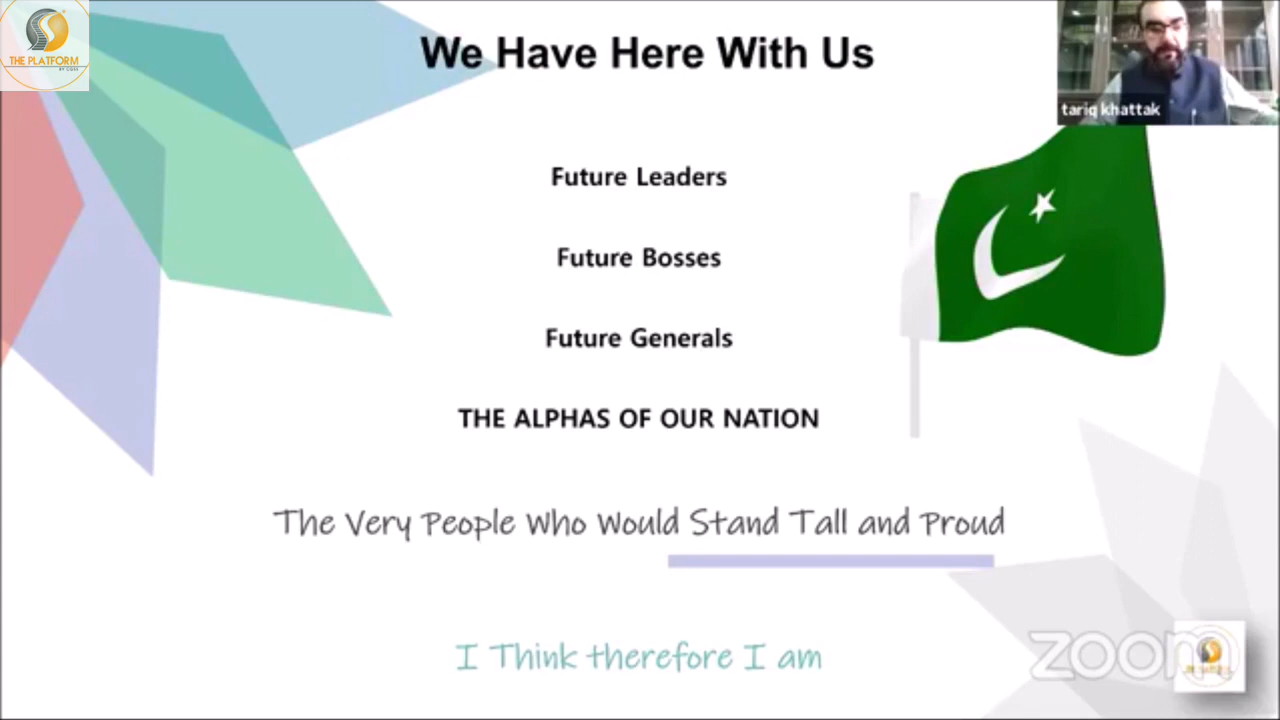 THE PLATFORM
We Have Here With Us
tariq khattak
Future Leaders
Future Bosses
Future Generals
THE ALPHAS OF OUR NATION
The Very People Who Would Stand Tall and Proud
I Think therefore I am
zoom